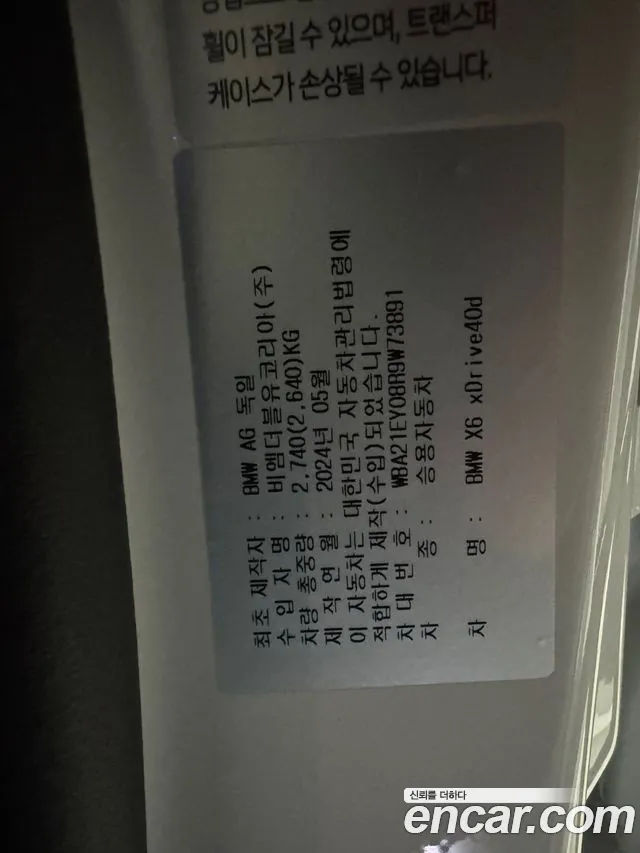 휠이 잠길 수 있으며, 트랜스퍼
케이스가 손상될 수 있습니다.
최초 제작자 : BMW AG 독일
수 입 자 명 : 비엠더블유코리아(주)
차량 총중량 : 2,740(2,640)KG
제 작 연 월 : 2024년 05월
이 자동차는 대한민국 자동차관리법령에
적합하게 제작(수입)되었습니다.
차 대 번 호 : WBA21EY08R9W73891
차 종 : 승용자동차
차 명 : BMW X6 xDrive40d
신뢰를 더하다
encar.com